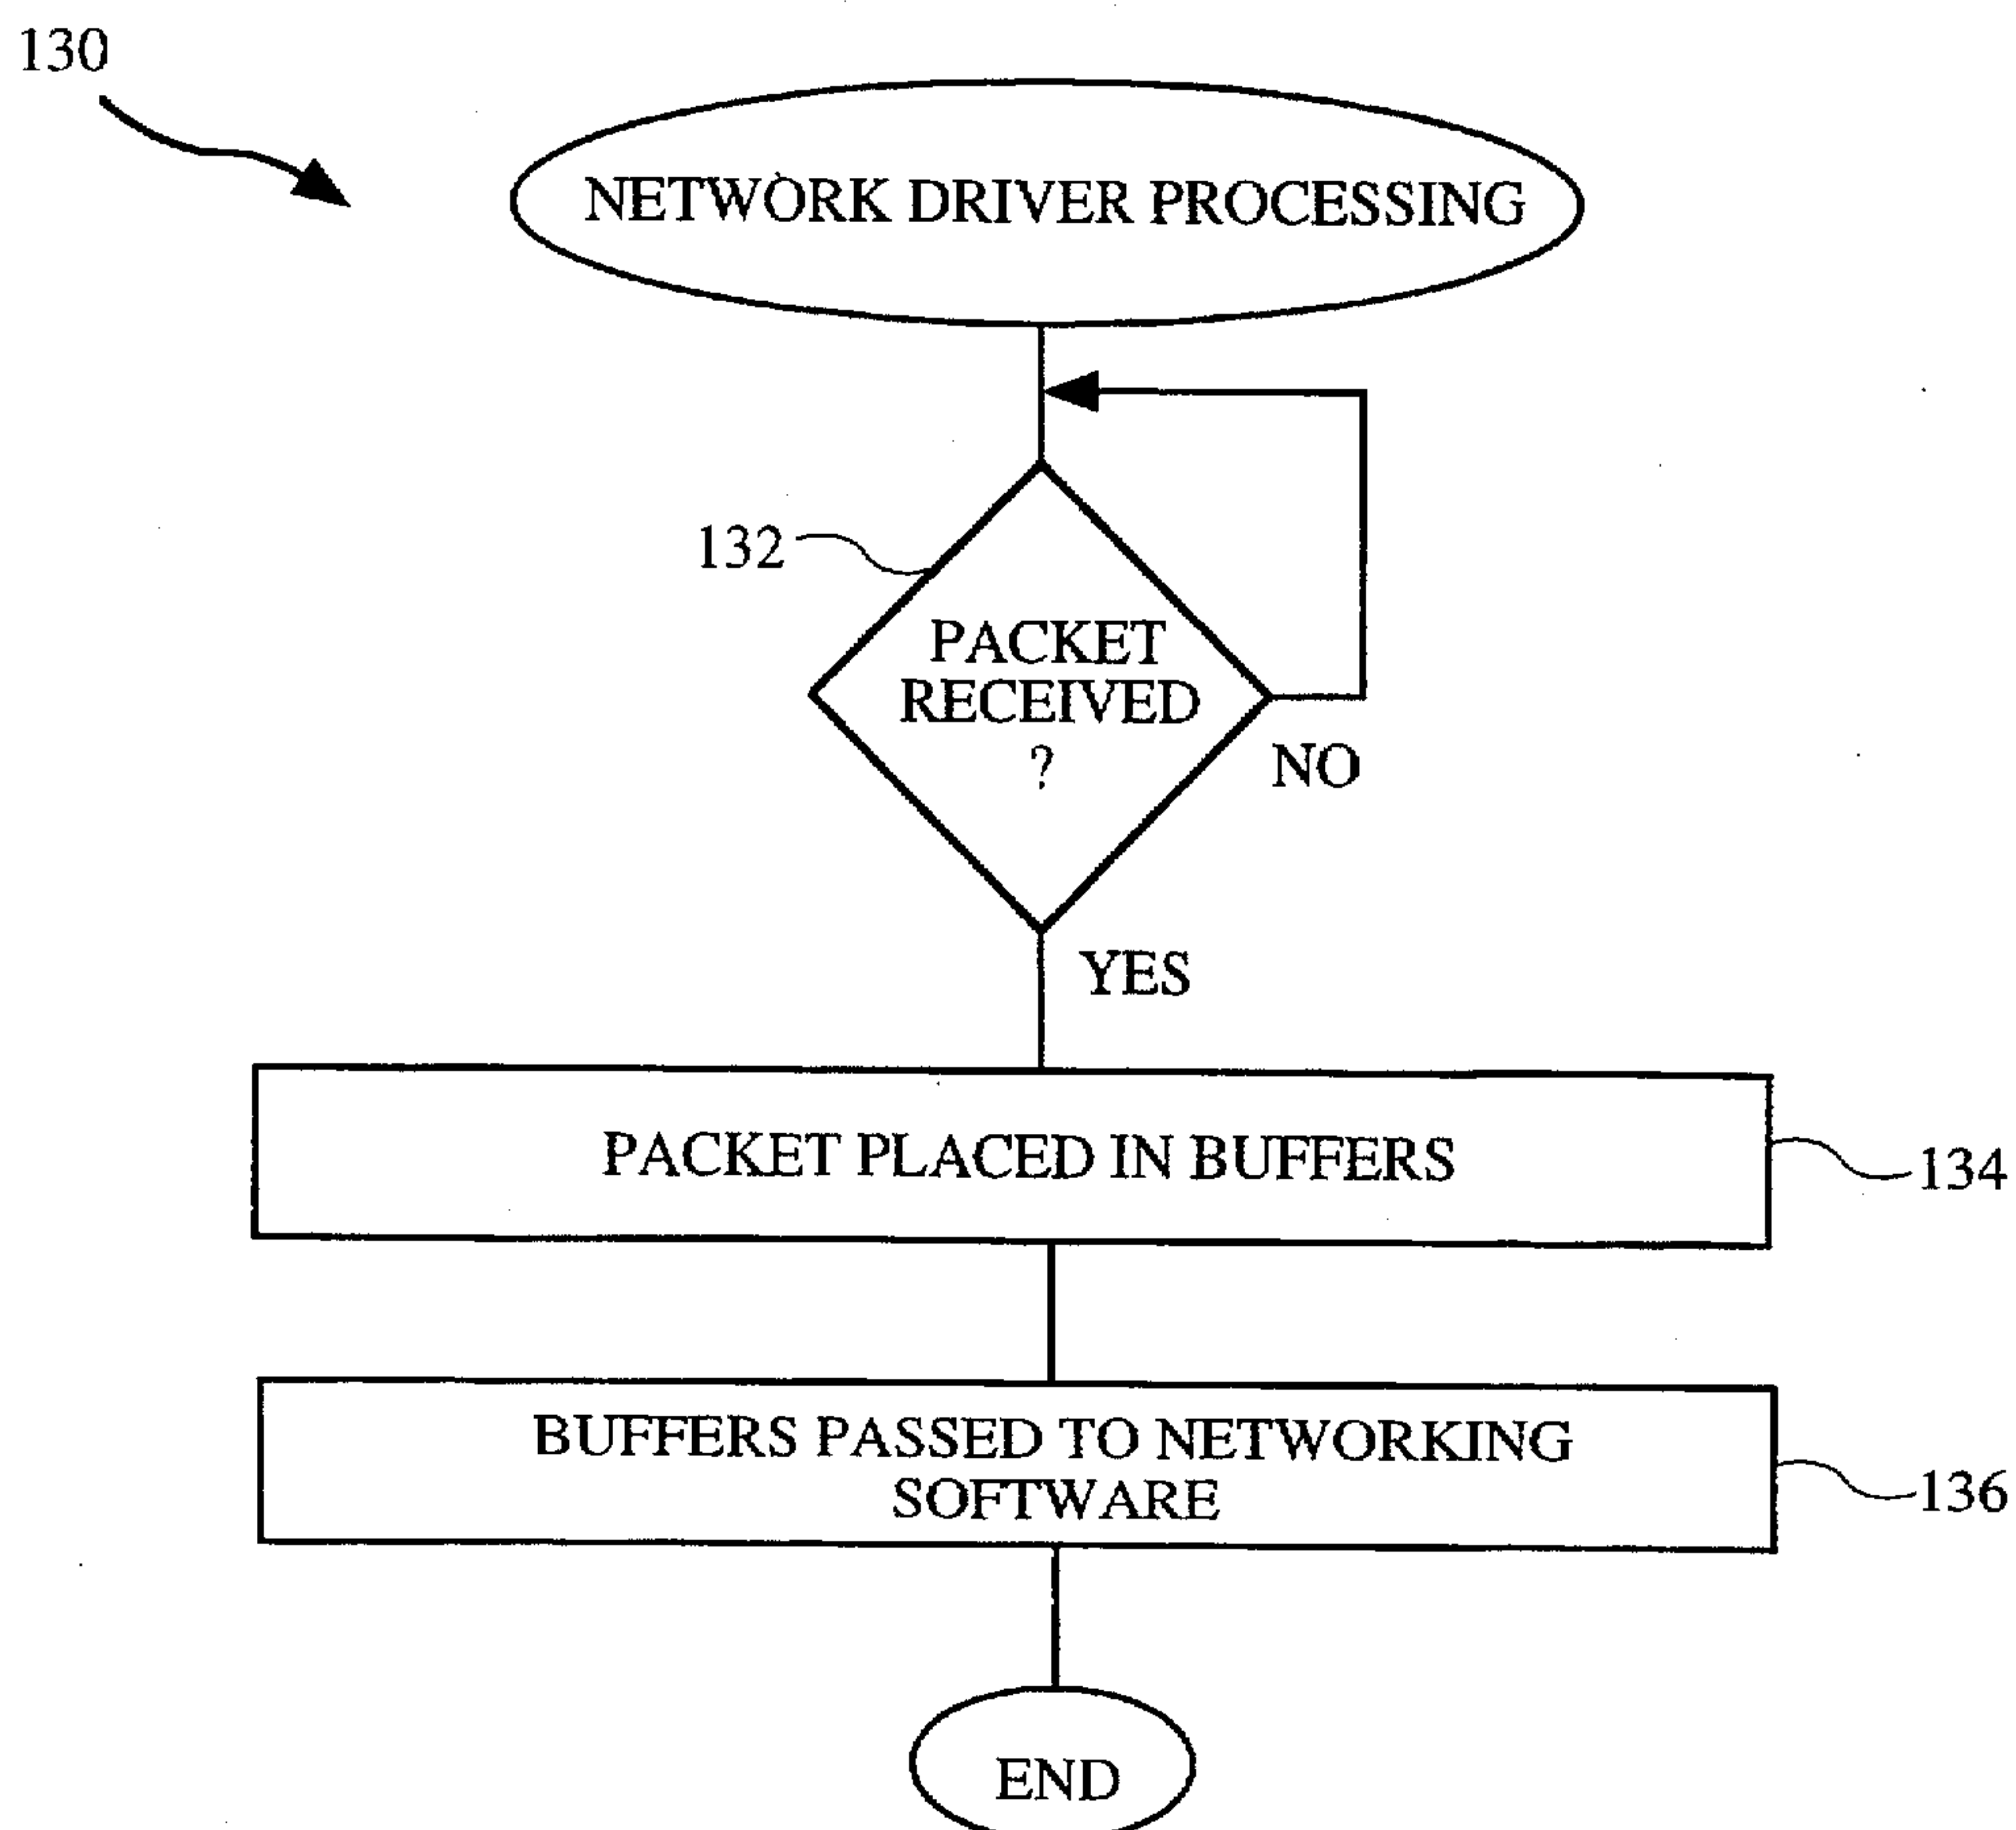 130
NETWORK DRIVER PROCESSING
132
PACKET
RECEIVED
?
NO
YES
PACKET PLACED IN BUFFERS
134
BUFFERS PASSED TO NETWORKING
SOFTWARE
136
END